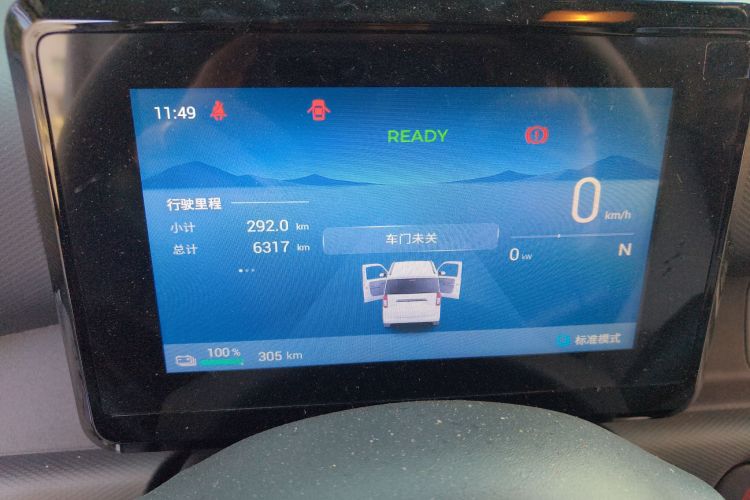 11:49
READY
行驶里程
小计 292.0 km
总计 6317 km
车门未关
0 km/h
0 kW
N
100 %
305 km
标准模式